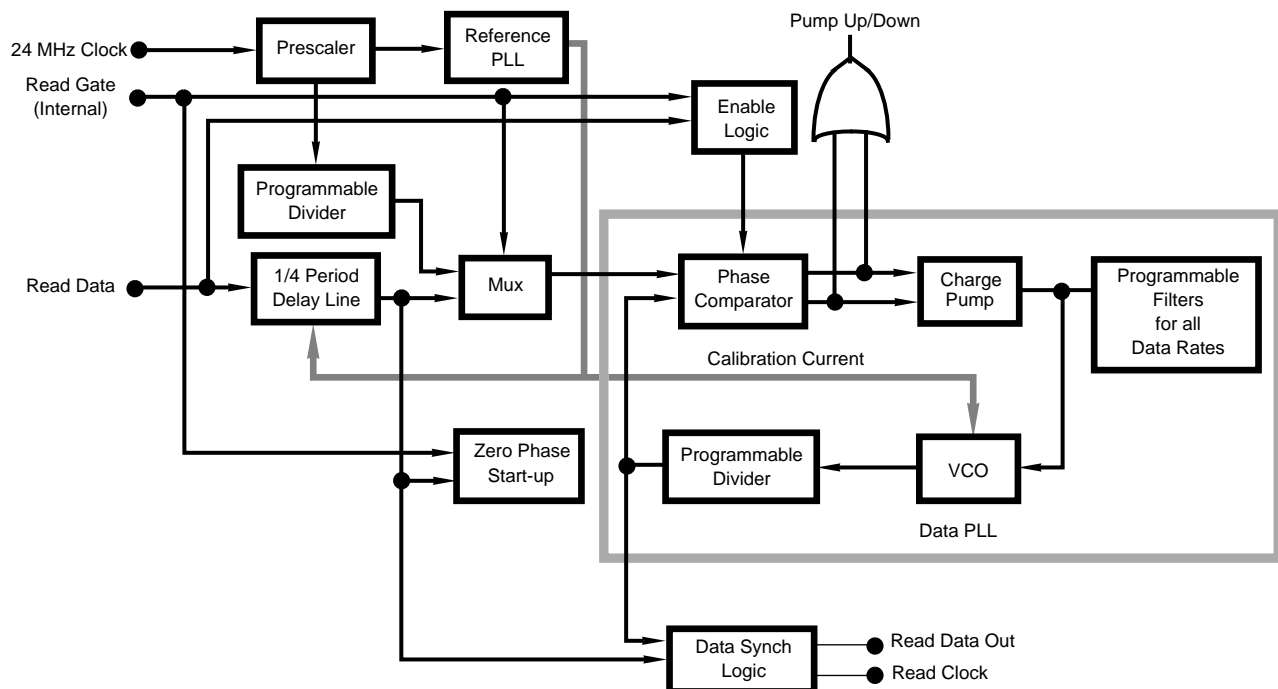 Pump Up/Down
24 MHz Clock
Prescaler
Reference
PLL
Read Gate
(Internal)
Enable
Logic
Programmable
Divider
Read Data
1/4 Period
Delay Line
Mux
Phase
Comparator
Charge
Pump
Programmable
Filters
for all
Data Rates
Calibration Current
Zero Phase
Start-up
Programmable
Divider
VCO
Data PLL
Data Synch
Logic
Read Data Out
Read Clock